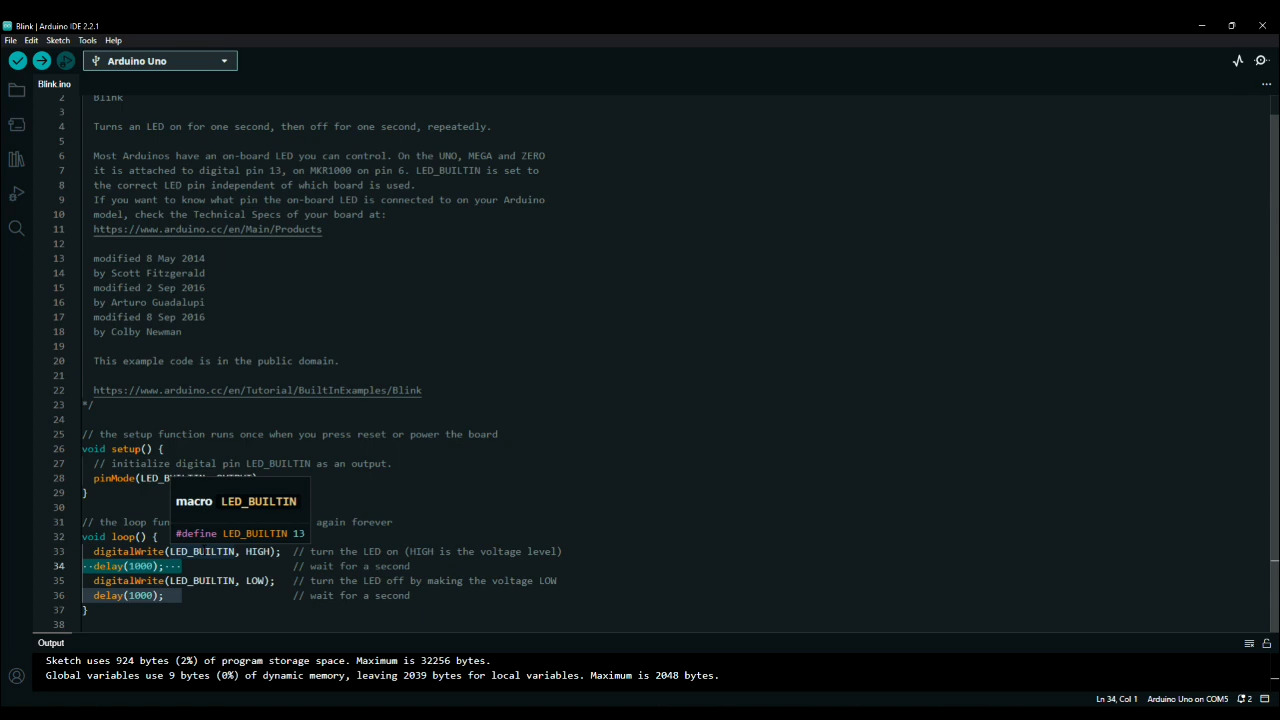 Blink | Arduino IDE 2.2.1
File Edit Sketch Tools Help
Arduino Uno
Blink.ino
2 Blink
3
4 Turns an LED on for one second, then off for one second, repeatedly.
5
6 Most Arduinos have an on-board LED you can control. On the UNO, MEGA and ZERO
7 it is attached to digital pin 13, on MKR1000 on pin 6. LED_BUILTIN is set to
8 the correct LED pin independent of which board is used.
9 If you want to know what pin the on-board LED is connected to on your Arduino
10 model, check the Technical Specs of your board at:
11 https://www.arduino.cc/en/Main/Products
12
13 modified 8 May 2014
14 by Scott Fitzgerald
15 modified 2 Sep 2016
16 by Arturo Guadalupi
17 modified 8 Sep 2016
18 by Colby Newman
19
20 This example code is in the public domain.
21
22 https://www.arduino.cc/en/Tutorial/BuiltInExamples/Blink
23 */
24
25 // the setup function runs once when you press reset or power the board
26 void setup() {
27 // initialize digital pin LED_BUILTIN as an output.
28 pinMode(LED_BUILTIN, OUTPUT)
29 }
macro LED_BUILTIN
30
31 // the loop fun again forever
#define LED_BUILTIN 13
32 void loop() {
33 digitalWrite(LED_BUILTIN, HIGH); // turn the LED on (HIGH is the voltage level)
34 delay(1000); // wait for a second
35 digitalWrite(LED_BUILTIN, LOW); // turn the LED off by making the voltage LOW
36 delay(1000); // wait for a second
37 }
38
Output
Sketch uses 924 bytes (2%) of program storage space. Maximum is 32256 bytes.
Global variables use 9 bytes (0%) of dynamic memory, leaving 2039 bytes for local variables. Maximum is 2048 bytes.
Ln 34, Col 1 Arduino Uno on COM5 2